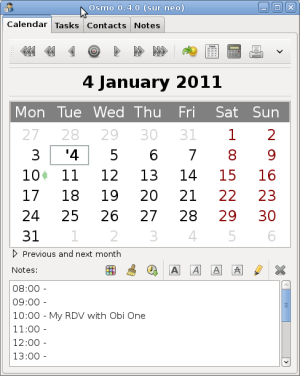 Osmo 0.4.0 (sur neo)
Calendar Tasks Contacts Notes
4 January 2011
Mon Tue Wed Thu Fri Sat Sun
27 28 29 30 31 1 2
3 '4 5 6 7 8 9
10 11 12 13 14 15 16
17 18 19 20 21 22 23
24 25 26 27 28 29 30
31 1 2 3 4 5 6
Previous and next month
Notes: A A A A
08:00 -
09:00 -
10:00 - My RDV with Obi One
11:00 -
12:00 -
13:00 -